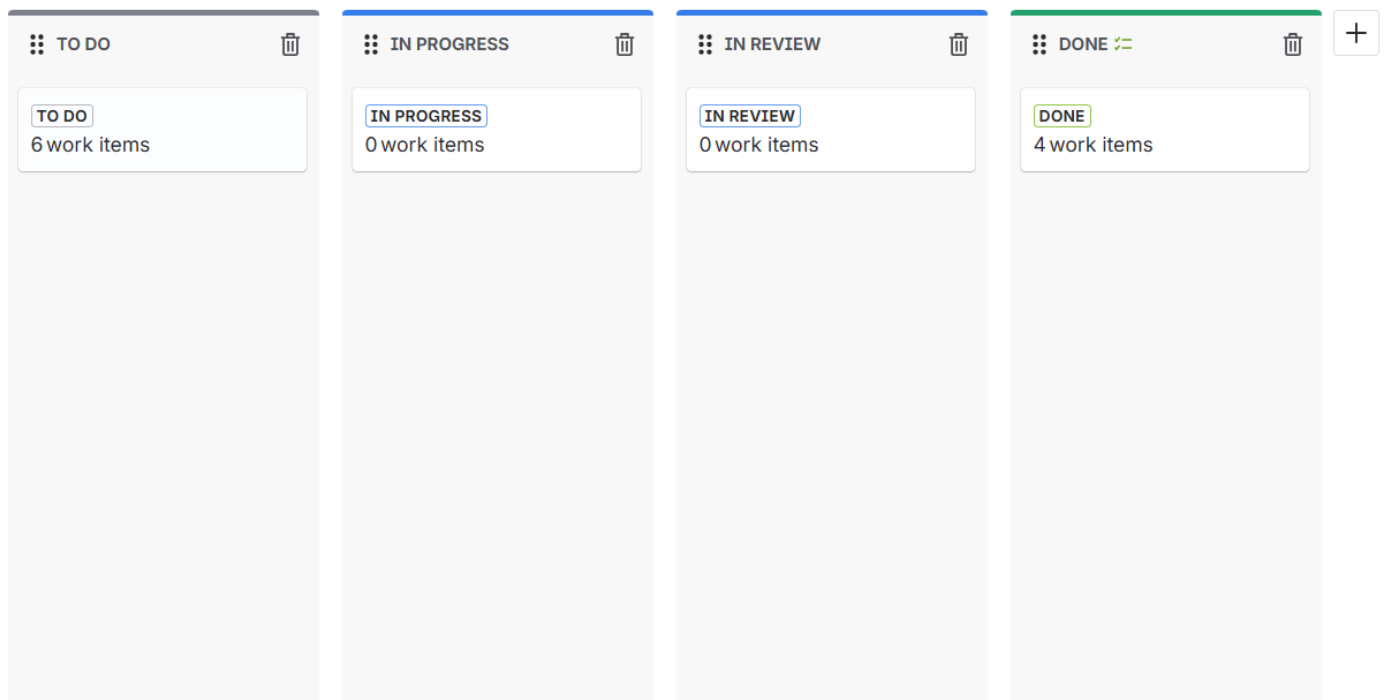 TO DO
IN PROGRESS
IN REVIEW
DONE
TO DO
6 work items
IN PROGRESS
0 work items
IN REVIEW
0 work items
DONE
4 work items